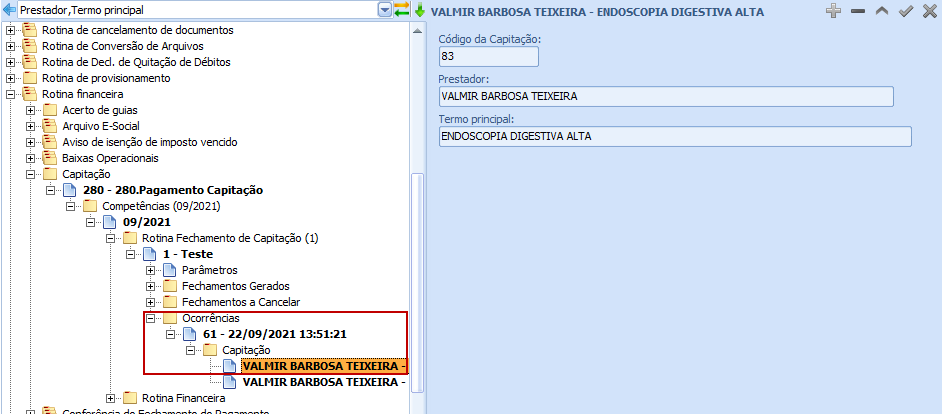 Prestador,Termo principal
Rotina de cancelamento de documentos
Rotina de Conversão de Arquivos
Rotina de Decl. de Quitação de Débitos
Rotina de provisionamento
Rotina financeira
Acerto de guias
Arquivo E-Social
Aviso de isenção de imposto vencido
Baixas Operacionais
Capitação
280 - 280.Pagamento Capitação
Competências (09/2021)
09/2021
Rotina Fechamento de Capitação (1)
1 - Teste
Parâmetros
Fechamentos Gerados
Fechamentos a Cancelar
Ocorrências
61 - 22/09/2021 13:51:21
Capitação
VALMIR BARBOSA TEIXEIRA -
VALMIR BARBOSA TEIXEIRA -
Rotina Financeira
Conferência do Fechamento do Pagamento
VALMIR BARBOSA TEIXEIRA - ENDOSCOPIA DIGESTIVA ALTA
Código da Capitação:
83
Prestador:
VALMIR BARBOSA TEIXEIRA
Termo principal:
ENDOSCOPIA DIGESTIVA ALTA